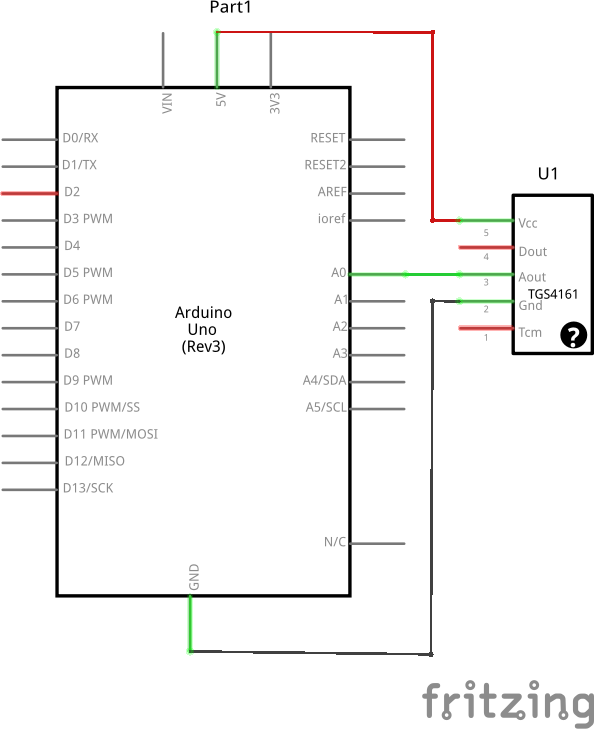 Part1
VIN
5V
3V3
D0/RX
RESET
D1/TX
RESET2
D2
AREF
D3 PWM
ioref
D4
D5 PWM
A0
D6 PWM
A1
D7
A2
D8
A3
D9 PWM
A4/SDA
D10 PWM/SS
A5/SCL
D11 PWM/MOSI
D12/MISO
D13/SCK
N/C
GND
Arduino
Uno
(Rev3)
U1
Vcc
5
Dout
4
Aout
3
TGS4161
Gnd
2
Tcm
1
?
fritzing